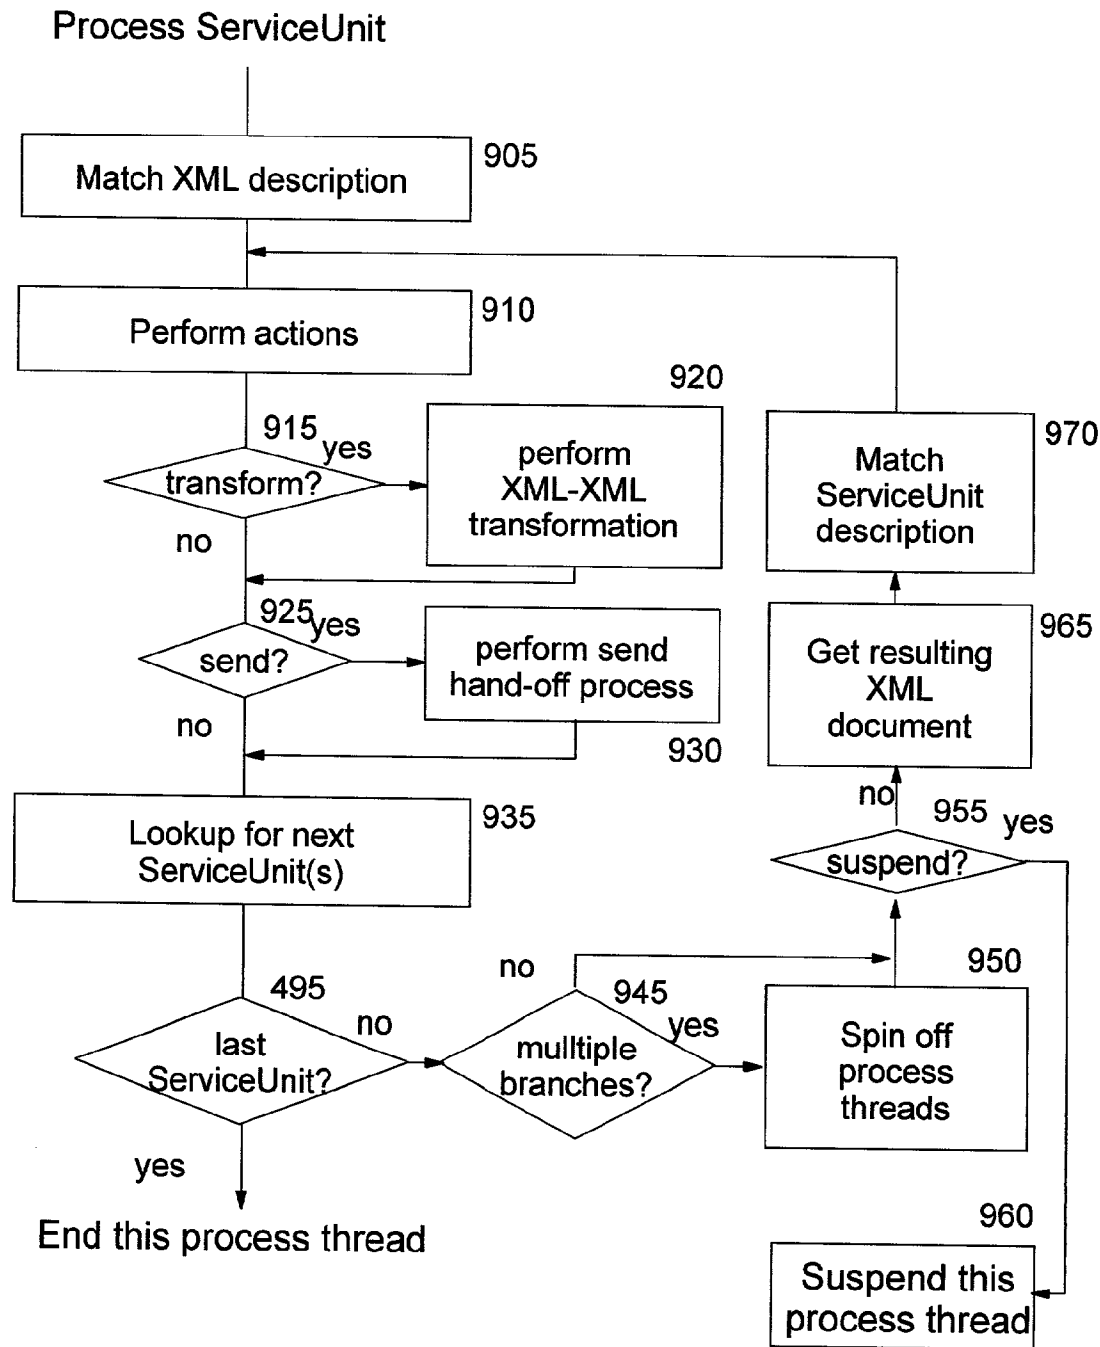 Process ServiceUnit
905
Match XML description
910
Perform actions
920
915
yes
transform?
perform
XML-XML
transformation
970
Match
ServiceUnit
description
no
925
yes
send?
perform send
hand-off process
965
Get resulting
XML
document
no
930
935
Lookup for next
ServiceUnit(s)
no
955
yes
suspend?
495
no
last
ServiceUnit?
no
945
yes
mulltiple
branches?
950
Spin off
process
threads
yes
End this process thread
960
Suspend this
process thread